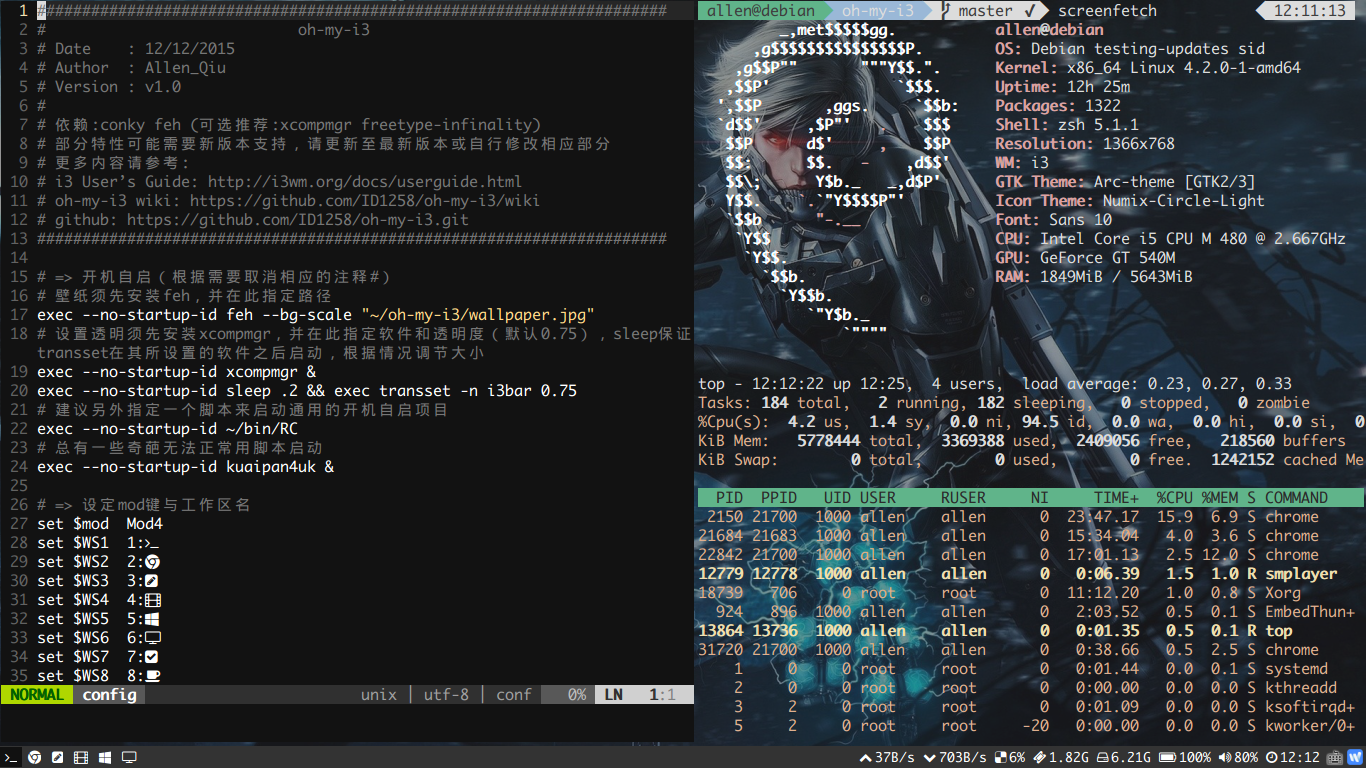 1 ######################################################################
2 # oh-my-i3
3 # Date : 12/12/2015
4 # Author : Allen_Qiu
5 # Version : v1.0
6 #
7 # 依赖:conky feh (可选推荐:xcompmgr freetype-infinality)
8 # 部分特性可能需要新版本支持，请更新至最新版本或自行修改相应部分
9 # 更多内容请参考:
10 # i3 User’s Guide: http://i3wm.org/docs/userguide.html
11 # oh-my-i3 wiki: https://github.com/ID1258/oh-my-i3/wiki
12 # github: https://github.com/ID1258/oh-my-i3.git
13 ######################################################################
14
15 # => 开机自启（根据需要取消相应的注释#）
16 # 壁纸须先安装feh，并在此指定路径
17 exec --no-startup-id feh --bg-scale "~/oh-my-i3/wallpaper.jpg"
18 # 设置透明须先安装xcompmgr，并在此指定软件和透明度（默认0.75），sleep保证
transset在其所设置的软件之后启动，根据情况调节大小
19 exec --no-startup-id xcompmgr &
20 exec --no-startup-id sleep .2 && exec transset -n i3bar 0.75
21 # 建议另外指定一个脚本来启动通用的开机自启项目
22 exec --no-startup-id ~/bin/RC
23 # 总有一些奇葩无法正常用脚本启动
24 exec --no-startup-id kuaipan4uk &
25
26 # => 设定mod键与工作区名
27 set $mod Mod4
28 set $WS1 1:>_
29 set $WS2 2:
30 set $WS3 3:
31 set $WS4 4:
32 set $WS5 5:
33 set $WS6 6:
34 set $WS7 7:
35 set $WS8 8:
NORMAL config unix | utf-8 | conf 0% LN 1:1
allen@debian oh-my-i3 master ✓ screenfetch 12:11:13
_,met$$$$$gg.
,g$$$$$$$$$$$$$$$P.
,g$$P"" """Y$$.".
,$$P' `$$$.
',$$P ,ggs. `$$b:
`d$$' ,$P"' . $$$
$$P d$' , $$P
$$: $$. - ,d$$'
$$\; Y$b._ _,d$P'
Y$$. `.`"Y$$$$P"'
`$$b "-.__
`Y$$
`Y$$.
`$$b.
`Y$$b.
`"Y$b._
`""""
allen@debian
OS: Debian testing-updates sid
Kernel: x86_64 Linux 4.2.0-1-amd64
Uptime: 12h 25m
Packages: 1322
Shell: zsh 5.1.1
Resolution: 1366x768
WM: i3
GTK Theme: Arc-theme [GTK2/3]
Icon Theme: Numix-Circle-Light
Font: Sans 10
CPU: Intel Core i5 CPU M 480 @ 2.667GHz
GPU: GeForce GT 540M
RAM: 1849MiB / 5643MiB
top - 12:12:22 up 12:25, 4 users, load average: 0.23, 0.27, 0.33
Tasks: 184 total, 2 running, 182 sleeping, 0 stopped, 0 zombie
%Cpu(s): 4.2 us, 1.4 sy, 0.0 ni, 94.5 id, 0.0 wa, 0.0 hi, 0.0 si, 0
KiB Mem: 5778444 total, 3369388 used, 2409056 free, 218560 buffers
KiB Swap: 0 total, 0 used, 0 free. 1242152 cached Me
PID PPID UID USER RUSER NI TIME+ %CPU %MEM S COMMAND
2150 21700 1000 allen allen 0 23:47.17 15.9 6.9 S chrome
21684 21683 1000 allen allen 0 15:34.04 4.0 3.6 S chrome
22842 21700 1000 allen allen 0 17:01.13 2.5 12.0 S chrome
12779 12778 1000 allen allen 0 0:06.39 1.5 1.0 R smplayer
18739 706 0 root root 0 11:12.20 1.0 0.8 S Xorg
924 896 1000 allen allen 0 2:03.52 0.5 0.1 S EmbedThun+
13864 13736 1000 allen allen 0 0:01.35 0.5 0.1 R top
31720 21700 1000 allen allen 0 0:38.66 0.5 2.5 S chrome
1 0 0 root root 0 0:01.44 0.0 0.1 S systemd
2 0 0 root root 0 0:00.00 0.0 0.0 S kthreadd
3 2 0 root root 0 0:01.09 0.0 0.0 S ksoftirqd+
5 2 0 root root -20 0:00.00 0.0 0.0 S kworker/0+
>_ 37B/s 703B/s 6% 1.82G 6.21G 100% 80% 12:12 W